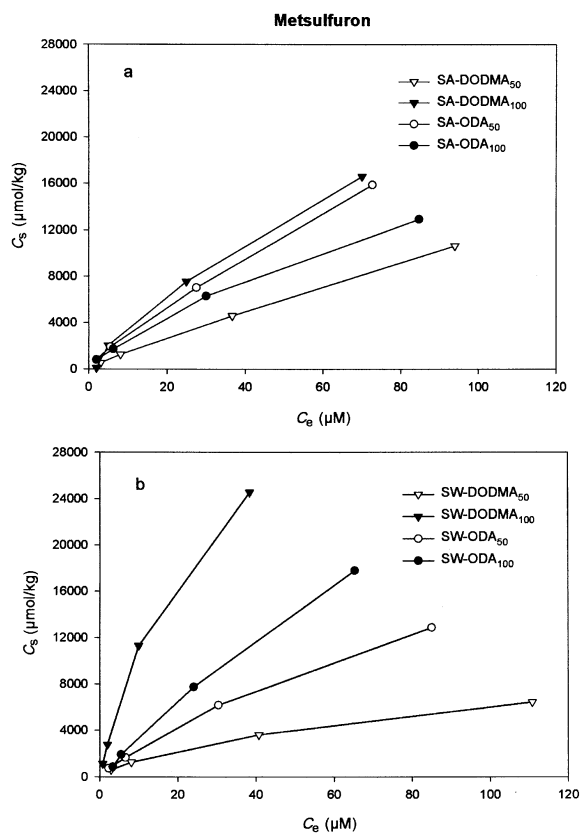 Metsulfuron
28000
24000
20000
16000
12000
8000
4000
0
Cs (μmol/kg)
a
SA-DODMA50
SA-DODMA100
SA-ODA50
SA-ODA100
0 20 40 60 80 100 120
Ce (μM)
28000
24000
20000
16000
12000
8000
4000
0
Cs (μmol/kg)
b
SW-DODMA50
SW-DODMA100
SW-ODA50
SW-ODA100
0 20 40 60 80 100 120
Ce (μM)